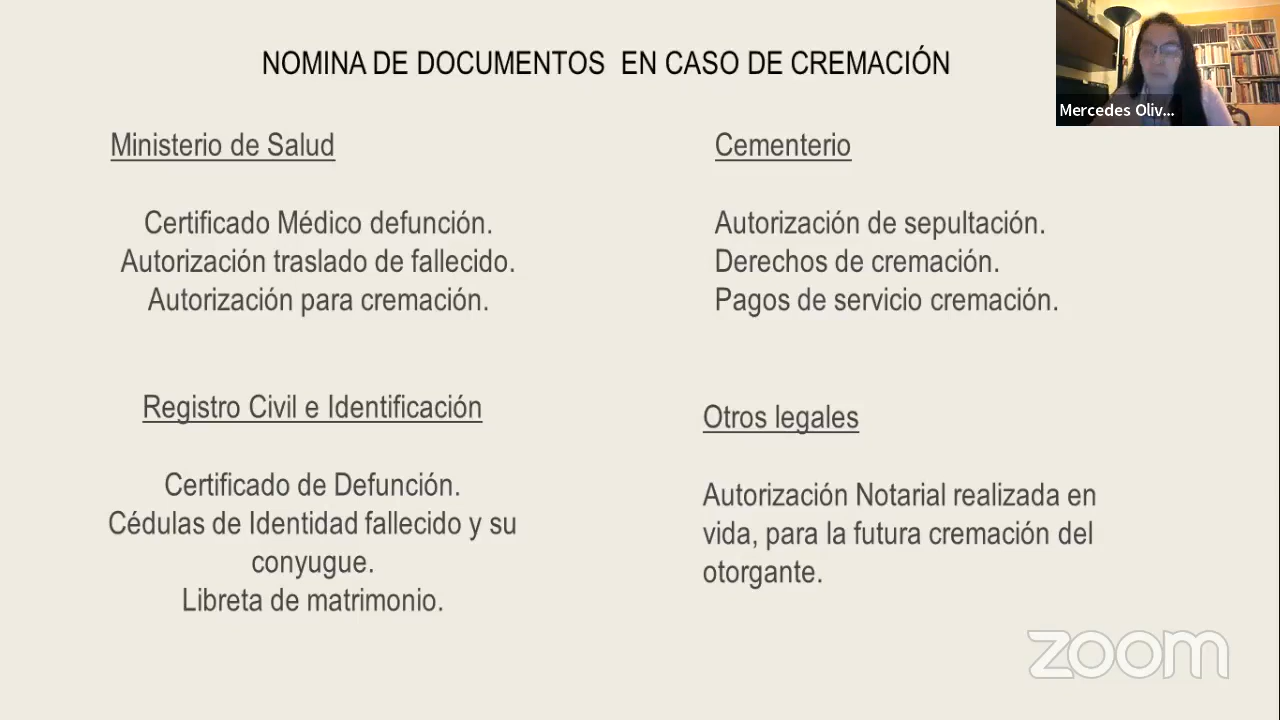 NOMINA DE DOCUMENTOS  EN CASO DE CREMACIÓN
Mercedes Oliv...
Ministerio de Salud
Certificado Médico defunción.
Autorización traslado de fallecido.
Autorización para cremación.
Cementerio
Autorización de sepultación.
Derechos de cremación.
Pagos de servicio cremación.
Registro Civil e Identificación
Certificado de Defunción.
Cédulas de Identidad fallecido y su
conyugue.
Libreta de matrimonio.
Otros legales
Autorización Notarial realizada en
vida, para la futura cremación del
otorgante.
zoom